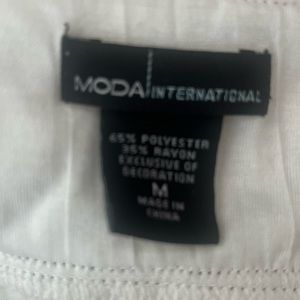 MODA INTERNATIONAL
65% POLYESTER
35% RAYON
EXCLUSIVE OF
DECORATION
M
MADE IN
CHINA